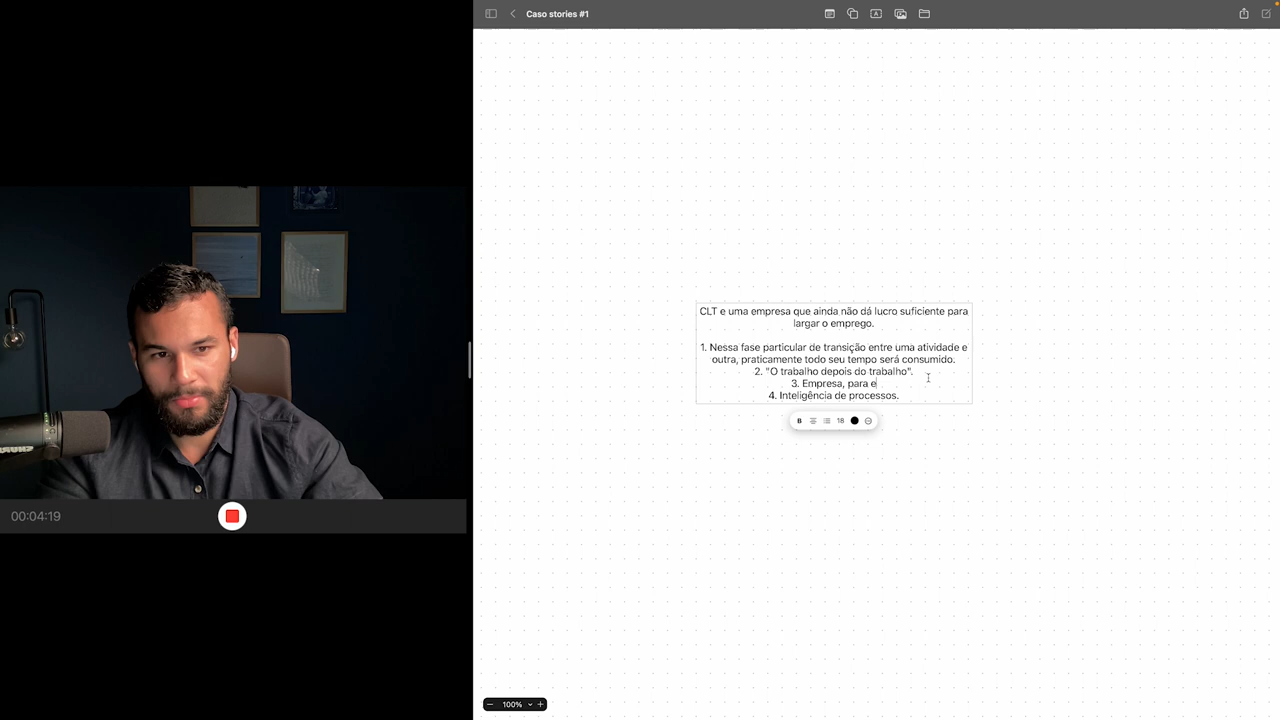 Caso stories #1
CLT e uma empresa que ainda não dá lucro suficiente para
largar o emprego.
1. Nessa fase particular de transição entre uma atividade e
outra, praticamente todo seu tempo será consumido.
2. "O trabalho depois do trabalho".
3. Empresa, para e
4. Inteligência de processos.
B
18
SHURE
00:04:19
100%